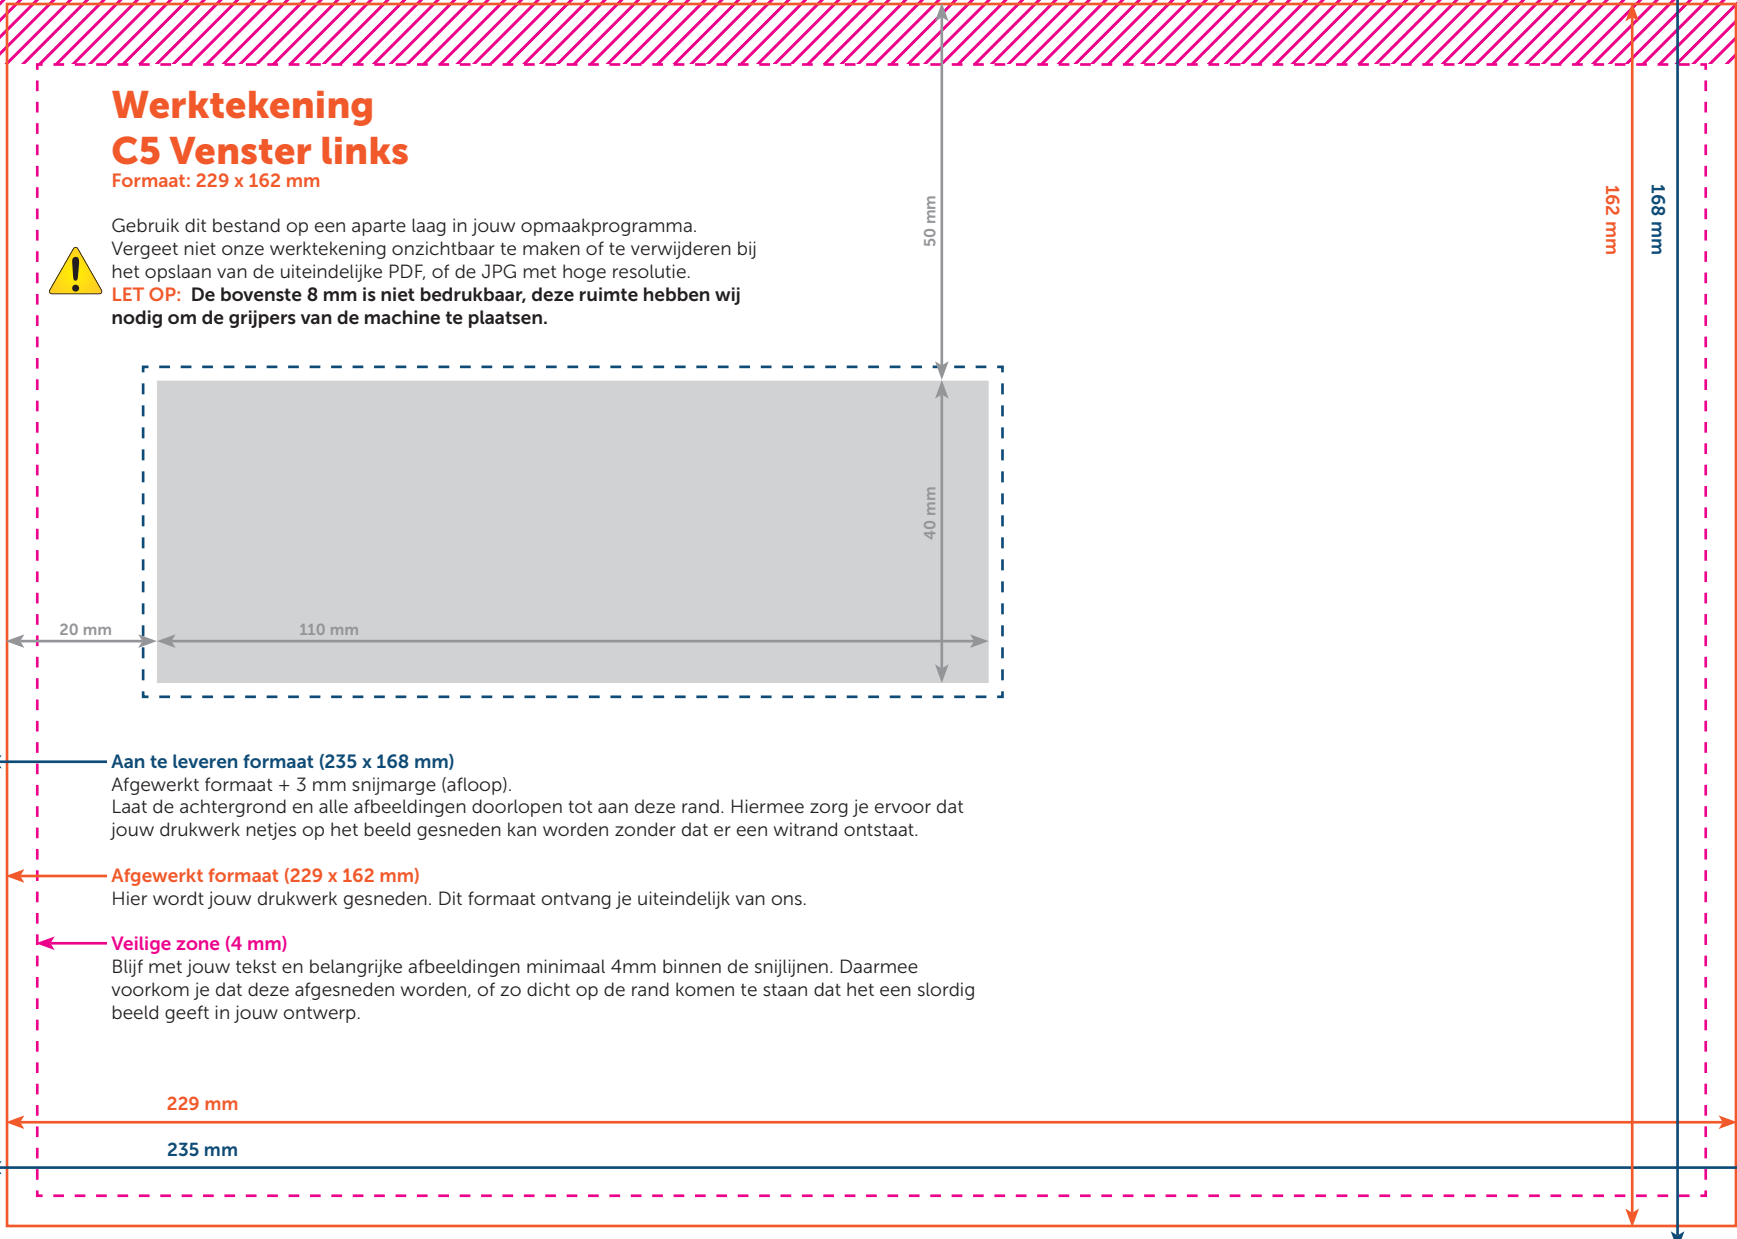 Werktekening
C5 Venster links
Formaat: 229 x 162 mm
Gebruik dit bestand op een aparte laag in jouw opmaakprogramma.
Vergeet niet onze werktekening onzichtbaar te maken of te verwijderen bij
het opslaan van de uiteindelijke PDF, of de JPG met hoge resolutie.
LET OP: De bovenste 8 mm is niet bedrukbaar, deze ruimte hebben wij
nodig om de grijpers van de machine te plaatsen.
50 mm
162 mm
168 mm
40 mm
20 mm
110 mm
Aan te leveren formaat (235 x 168 mm)
Afgewerkt formaat + 3 mm snijmarge (afloop).
Laat de achtergrond en alle afbeeldingen doorlopen tot aan deze rand. Hiermee zorg je ervoor dat
jouw drukwerk netjes op het beeld gesneden kan worden zonder dat er een witrand ontstaat.
Afgewerkt formaat (229 x 162 mm)
Hier wordt jouw drukwerk gesneden. Dit formaat ontvang je uiteindelijk van ons.
Veilige zone (4 mm)
Blijf met jouw tekst en belangrijke afbeeldingen minimaal 4mm binnen de snijlijnen. Daarmee
voorkom je dat deze afgesneden worden, of zo dicht op de rand komen te staan dat het een slordig
beeld geeft in jouw ontwerp.
229 mm
235 mm